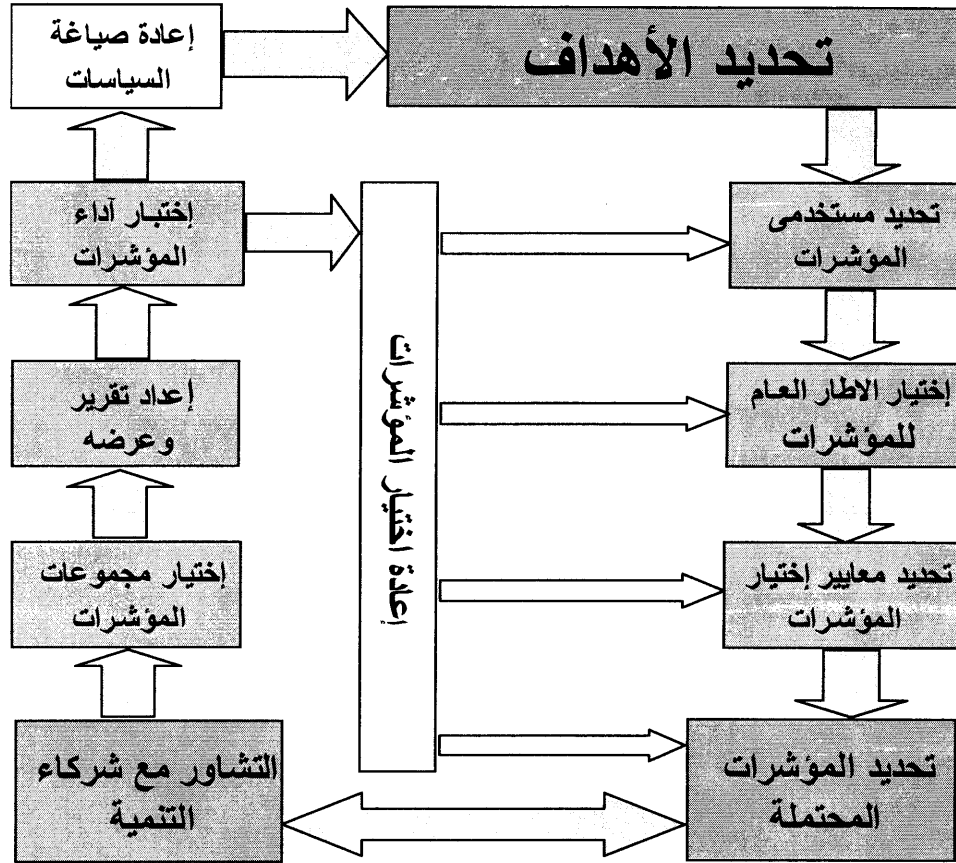 تحديد الأهداف
إعادة صياغة
السياسات
تحديد مستخدمى
المؤشرات
إختبار آداء
المؤشرات
إختيار الاطار العام
للمؤشرات
إعداد تقرير
وعرضه
إعادة اختيار المؤشرات
تحديد معايير إختيار
المؤشرات
إختيار مجموعات
المؤشرات
تحديد المؤشرات
المحتملة
التشاور مع شركاء
التنمية